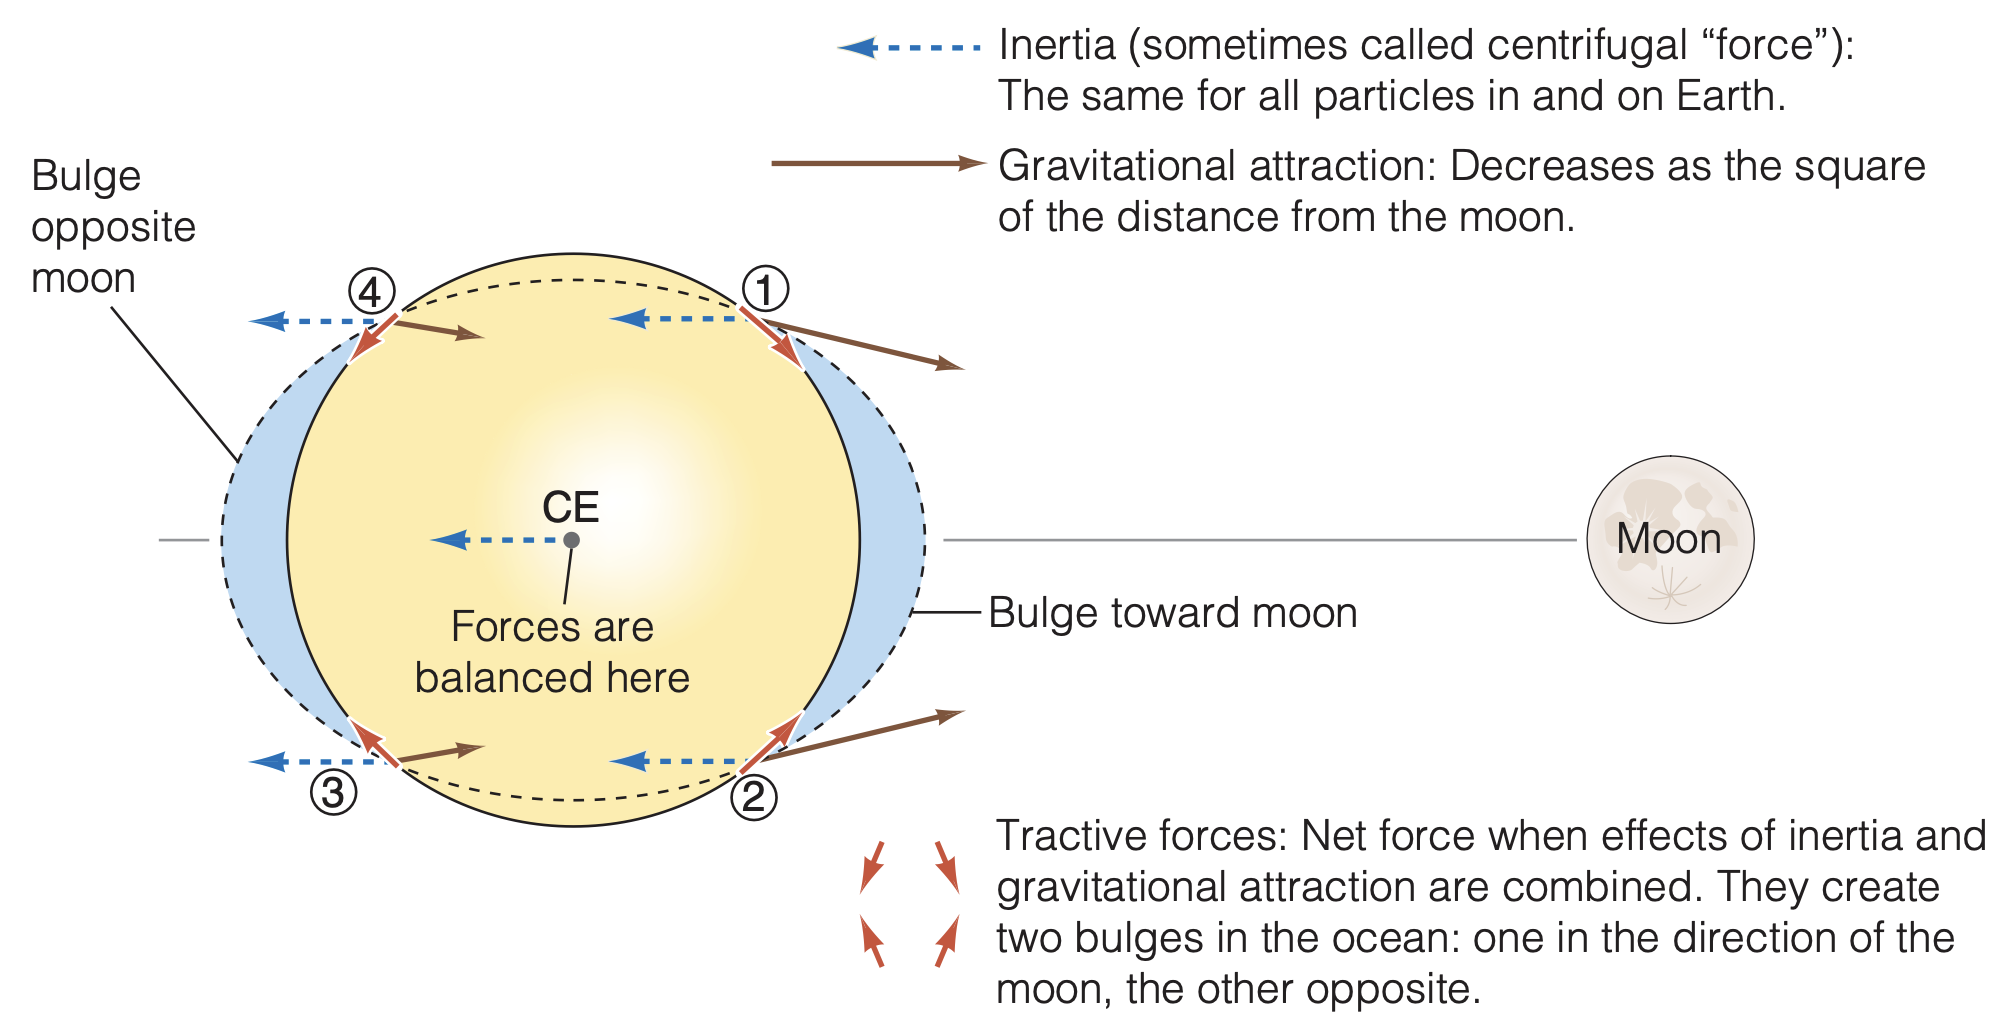 Inertia (sometimes called centrifugal “force”):
The same for all particles in and on Earth.
Gravitational attraction: Decreases as the square
of the distance from the moon.
Bulge
opposite
moon
4
1
CE
Forces are
balanced here
Moon
Bulge toward moon
3
2
Tractive forces: Net force when effects of inertia and
gravitational attraction are combined. They create
two bulges in the ocean: one in the direction of the
moon, the other opposite.